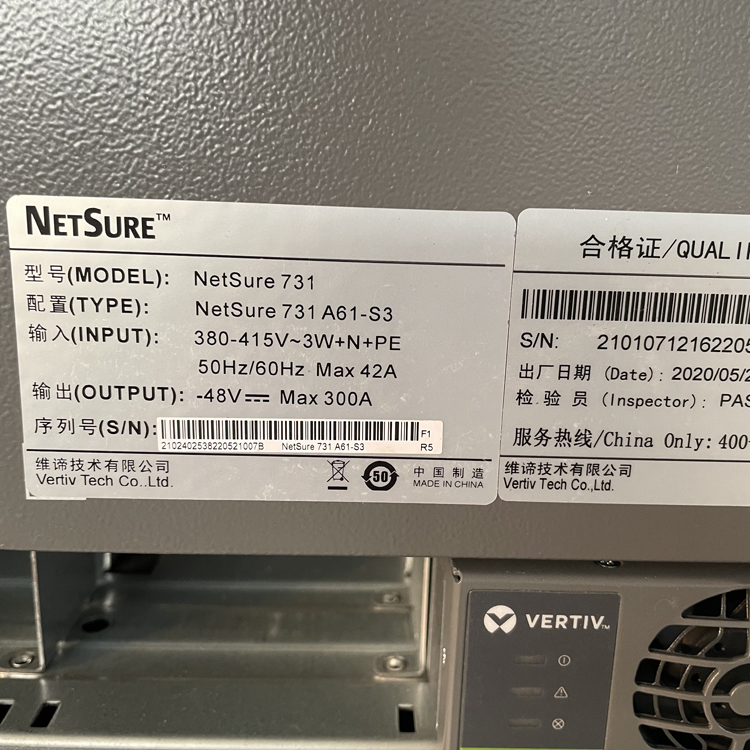 NETSURE™
型号(MODEL): NetSure 731
配置(TYPE): NetSure 731 A61-S3
输入(INPUT): 380-415V~3W+N+PE
50Hz/60Hz Max 42A
输出(OUTPUT): -48V⎓ Max 300A
序列号(S/N):
F1
2102402538220521007B NetSure 731 A61-S3 R5
维谛技术有限公司
Vertiv Tech Co.,Ltd.
50
中国制造
MADE IN CHINA
合格证/QUALI
S/N: 2101071216220
出厂日期 (Date): 2020/05/2
检 验 员 (Inspector): PAS
服务热线/China Only: 400-
维谛技术有限公司
Vertiv Tech Co.,Ltd.
VERTIV™